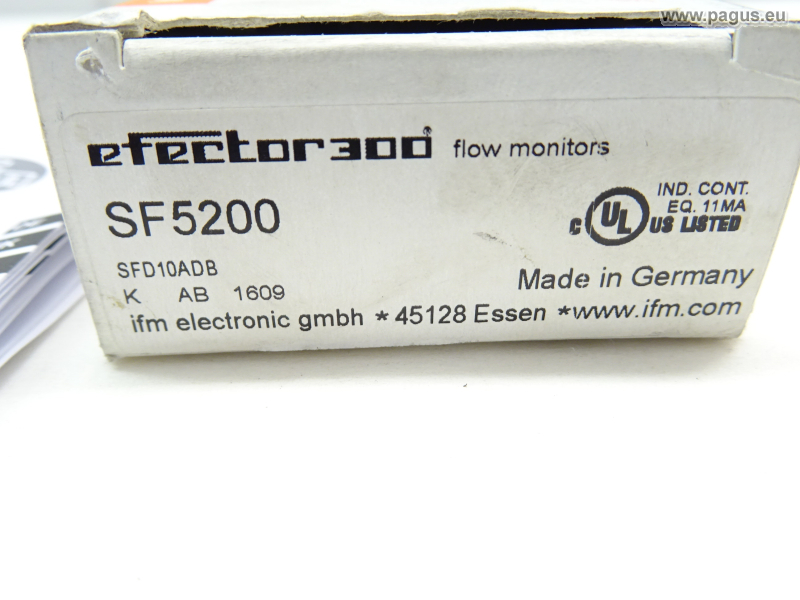 www.pagus.eu
efector300® flow monitors
SF5200
IND. CONT.
EQ. 11MA
C UL US LISTED
SFD10ADB
K AB 1609
Made in Germany
ifm electronic gmbh * 45128 Essen *www.ifm.com